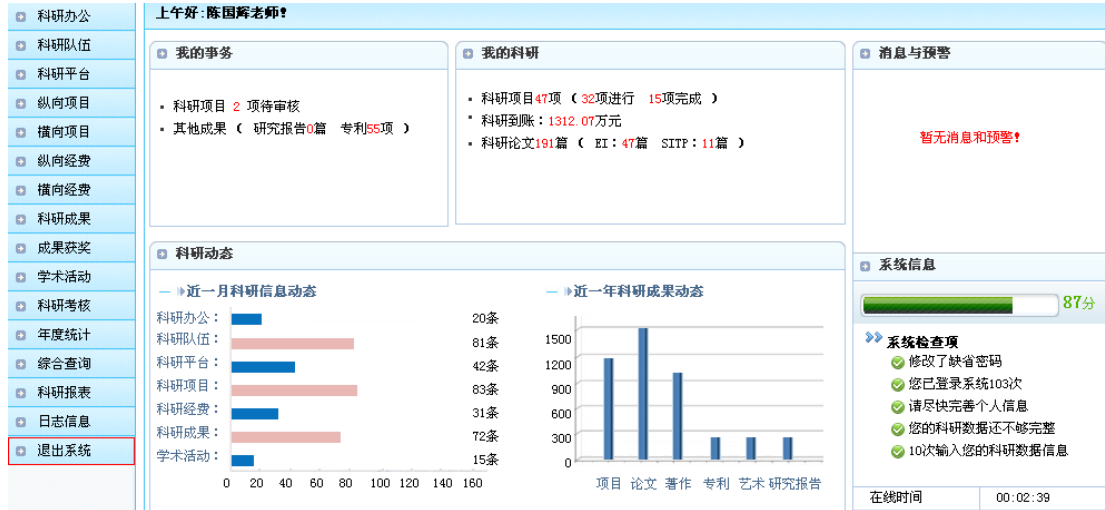 科研办公
科研队伍
科研平台
纵向项目
横向项目
纵向经费
横向经费
科研成果
成果获奖
学术活动
科研考核
年度统计
综合查询
科研报表
日志信息
退出系统
上午好:陈国辉老师!
我的事务
科研项目 2 项待审核
其他成果 ( 研究报告0篇 专利55项 )
我的科研
科研项目47项 ( 32项进行 15项完成 )
科研到账：1312.07万元
科研论文191篇 ( EI：47篇 SITP：11篇 )
消息与预警
暂无消息和预警!
科研动态
近一月科研信息动态
科研办公： 20条
科研队伍： 81条
科研平台： 42条
科研项目： 83条
科研经费： 31条
科研成果： 72条
学术活动： 15条
0 20 40 60 80 100 120 140 160
近一年科研成果动态
1500
1200
900
600
300
0
项目 论文 著作 专利 艺术 研究报告
系统信息
87分
系统检查项
修改了缺省密码
您已登录系统103次
请尽快完善个人信息
您的科研数据还不够完整
10次输入您的科研数据信息
在线时间 00:02:39